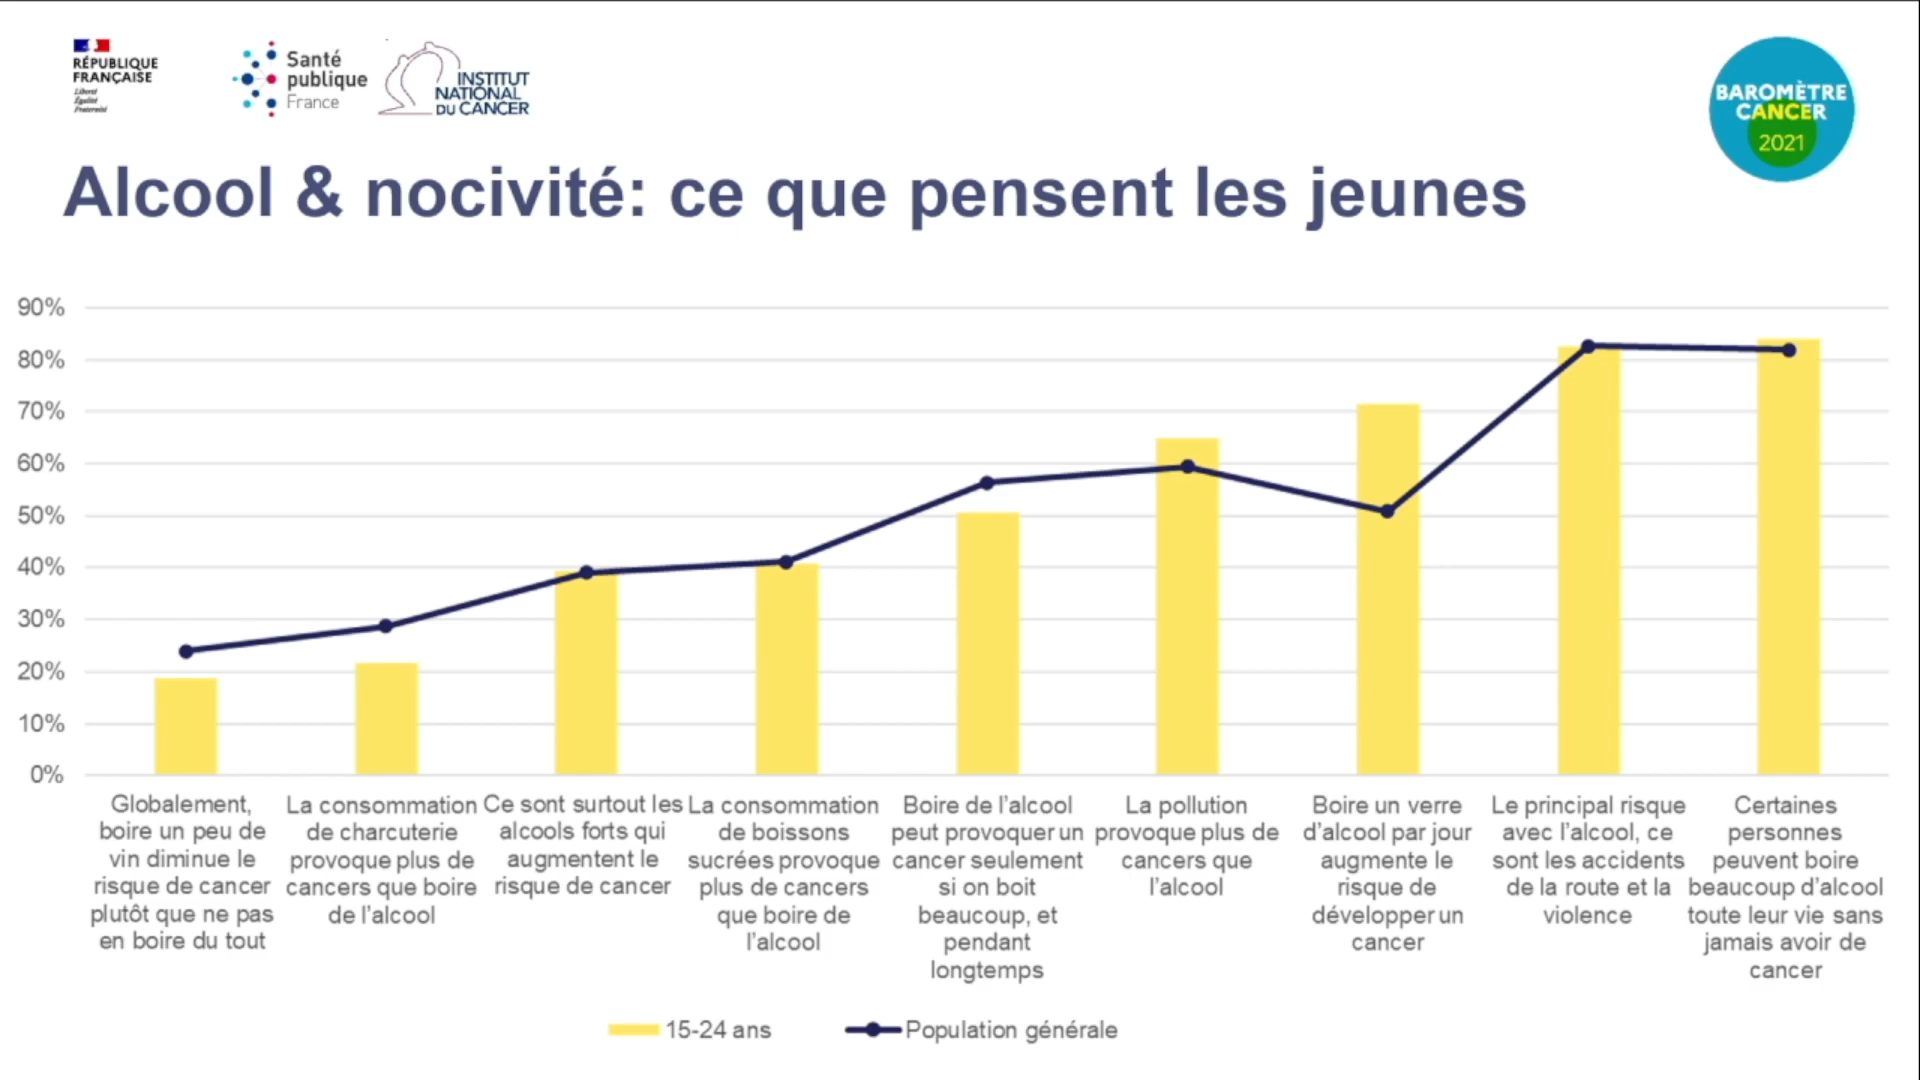 RÉPUBLIQUE
FRANÇAISE
Liberté
Égalité
Fraternité
Santé
publique
France
INSTITUT
NATIONAL
DU CANCER
BAROMÈTRE
CANCER
2021
Alcool & nocivité: ce que pensent les jeunes
90%
80%
70%
60%
50%
40%
30%
20%
10%
0%
Globalement,
boire un peu de
vin diminue le
risque de cancer
plutôt que ne pas
en boire du tout
La consommation
de charcuterie
provoque plus de
cancers que boire
de l'alcool
Ce sont surtout les
alcools forts qui
augmentent le
risque de cancer
La consommation
de boissons
sucrées provoque
plus de cancers
que boire de
l'alcool
Boire de l'alcool
peut provoquer un
cancer seulement
si on boit
beaucoup, et
pendant
longtemps
La pollution
provoque plus de
cancers que
l'alcool
Boire un verre
d'alcool par jour
augmente le
risque de
développer un
cancer
Le principal risque
avec l'alcool, ce
sont les accidents
de la route et la
violence
Certaines
personnes
peuvent boire
beaucoup d'alcool
toute leur vie sans
jamais avoir de
cancer
15-24 ans
Population générale